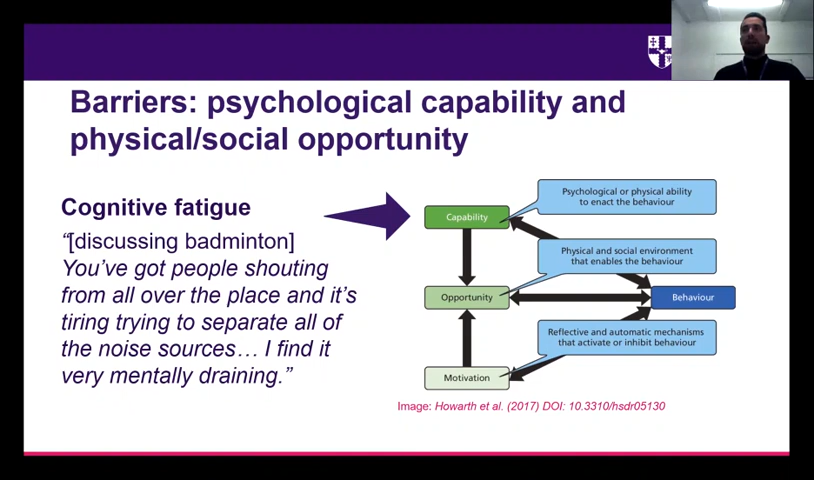 Barriers: psychological capability and
physical/social opportunity
Cognitive fatigue
“[discussing badminton]
You’ve got people shouting
from all over the place and it’s
tiring trying to separate all of
the noise sources… I find it
very mentally draining.”
Capability
Psychological or physical ability
to enact the behaviour
Physical and social environment
that enables the behaviour
Opportunity
Behaviour
Reflective and automatic mechanisms
that activate or inhibit behaviour
Motivation
Image: Howarth et al. (2017) DOI: 10.3310/hsdr05130